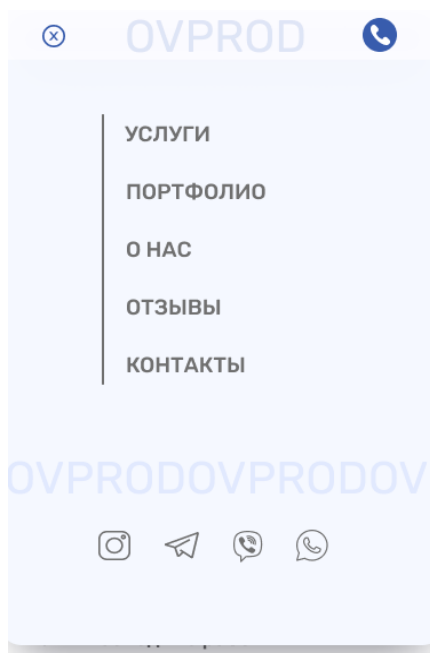 OVPROD
УСЛУГИ
ПОРТФОЛИО
О НАС
ОТЗЫВЫ
КОНТАКТЫ
OVPRODOVPRODOV